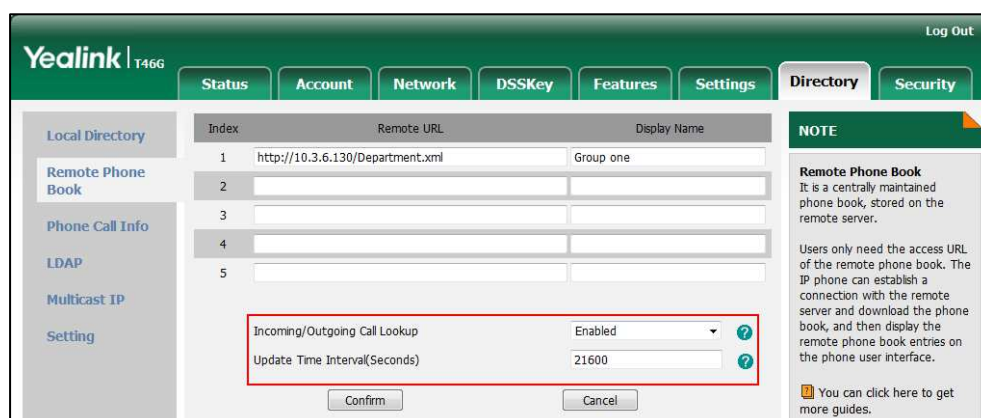 Log Out
Yealink T46G
Status Account Network DSSKey Features Settings Directory Security
Local Directory
Remote Phone
Book
Phone Call Info
LDAP
Multicast IP
Setting
Index Remote URL Display Name
1 http://10.3.6.130/Department.xml Group one
2
3
4
5
Incoming/Outgoing Call Lookup Enabled ?
Update Time Interval(Seconds) 21600 ?
Confirm Cancel
NOTE
Remote Phone Book
It is a centrally maintained
phone book, stored on the
remote server.
Users only need the access URL
of the remote phone book. The
IP phone can establish a
connection with the remote
server and download the phone
book, and then display the
remote phone book entries on
the phone user interface.
You can click here to get
more guides.